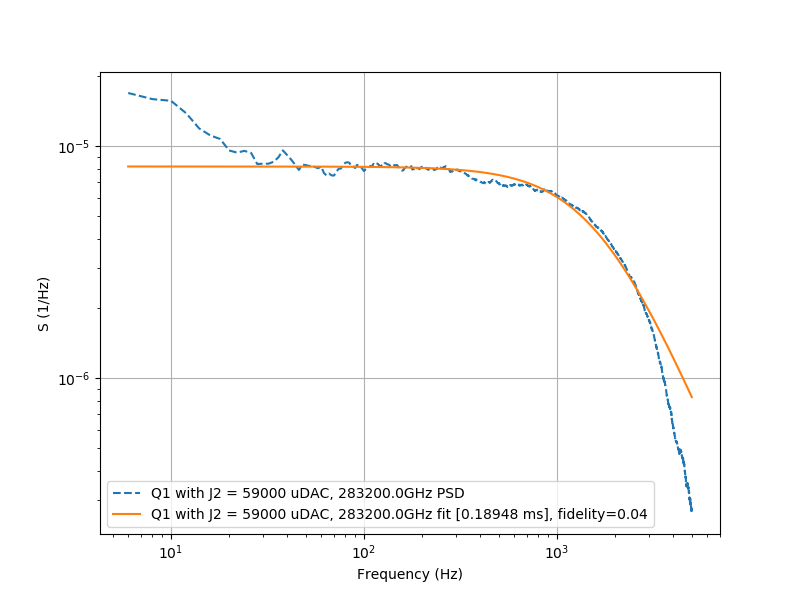 S (1/Hz)
10⁻⁵
10⁻⁶
Q1 with J2 = 59000 uDAC, 283200.0GHz PSD
Q1 with J2 = 59000 uDAC, 283200.0GHz fit [0.18948 ms], fidelity=0.04
10¹ 10² 10³
Frequency (Hz)